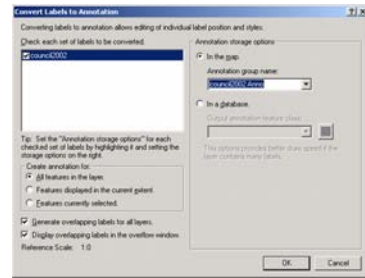 Convert Labels to Annotation
Converting labels to annotation allows editing of individual label position and styles.
Check each set of labels to be converted.
council2002
Tip: Set the "Annotation storage options" for each
checked set of labels by highlighting it and setting the
storage options on the right.
Create annotation for:
All features in the layer.
Features displayed in the current extent.
Features currently selected.
Generate overlapping labels for all layers.
Display overlapping labels in the overflow window
Reference Scale: 1.0
Annotation storage options
In the map.
Annotation group name:
council2002 Anno
In a database.
Output annotation feature class:
This options provides better draw speed if the
layer contains many labels.
OK
Cancel